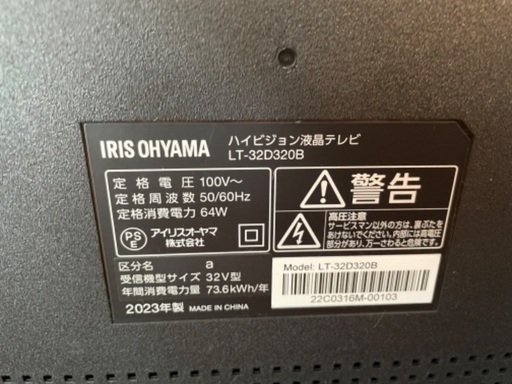 IRIS OHYAMA
ハイビジョン液晶テレビ
LT-32D320B
定格電圧 100V～
定格周波数 50/60Hz
定格消費電力 64W
PSE
アイリスオーヤマ
株式会社
区分名 a
受信機型サイズ 32V型
年間消費電力量 73.6kWh/年
2023年製 MADE IN CHINA
警告
高圧注意
サービスマン以外の方は、裏ぶたを
あけないでください。内部には高電圧
部分が数多くあり、万一さわると危険です。
Model: LT-32D320B
22C0316M-00103